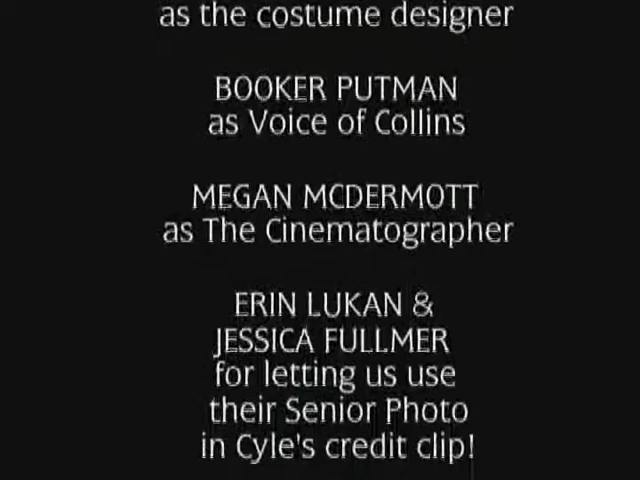 as the costume designer
BOOKER PUTMAN
as Voice of Collins
MEGAN MCDERMOTT
as The Cinematographer
ERIN LUKAN &
JESSICA FULLMER
for letting us use
their Senior Photo
in Cyle's credit clip!